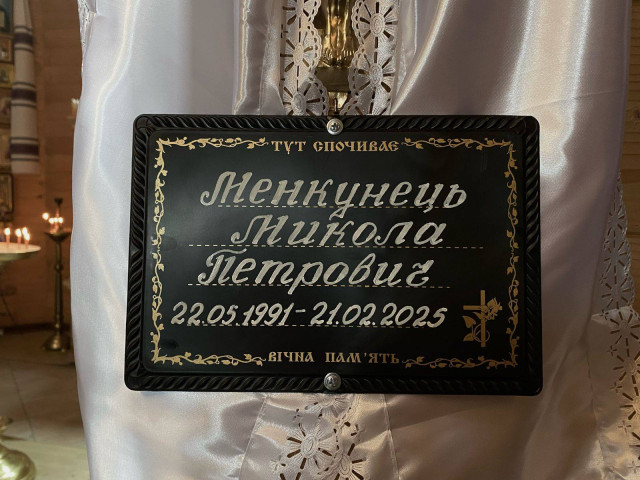 ТУТ СПОЧИВАЄ
Менкунець
Микола
Петрович
22.05.1991-21.02.2025
ВІЧНА ПАМ'ЯТЬ